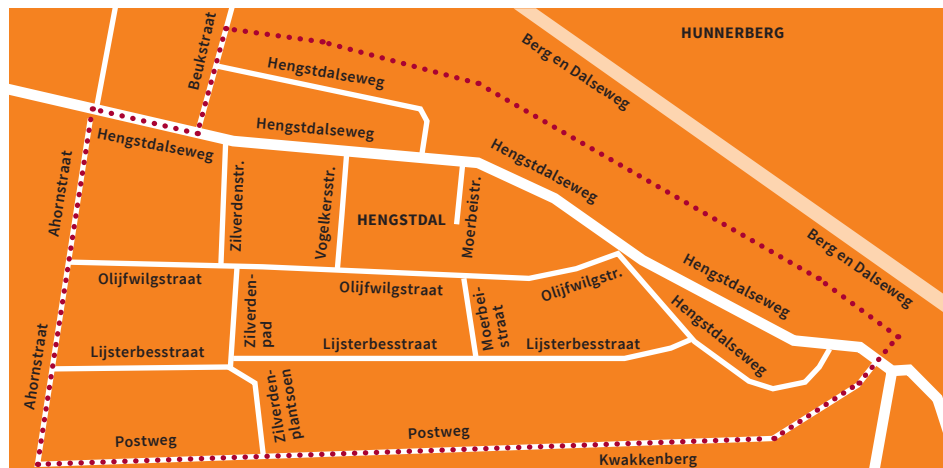 HUNNERBERG
Beukstraat
Berg en Dalseweg
Hengstdalseweg
Hengstdalseweg
Hengstdalseweg
Hengstdalseweg
Ahornstraat
Zilverdenstr.
Vogelkersstr.
HENGSTDAL
Moerbeistr.
Berg en Dalseweg
Hengstdalseweg
Olijfwilgstraat
Olijfwilgstraat
Olijfwilgstr.
Zilverden-
pad
Moerbei-
straat
Hengstdalseweg
Ahornstraat
Lijsterbesstraat
Lijsterbesstraat
Lijsterbesstraat
Zilverden-
plantsoen
Postweg
Postweg
Kwakkenberg